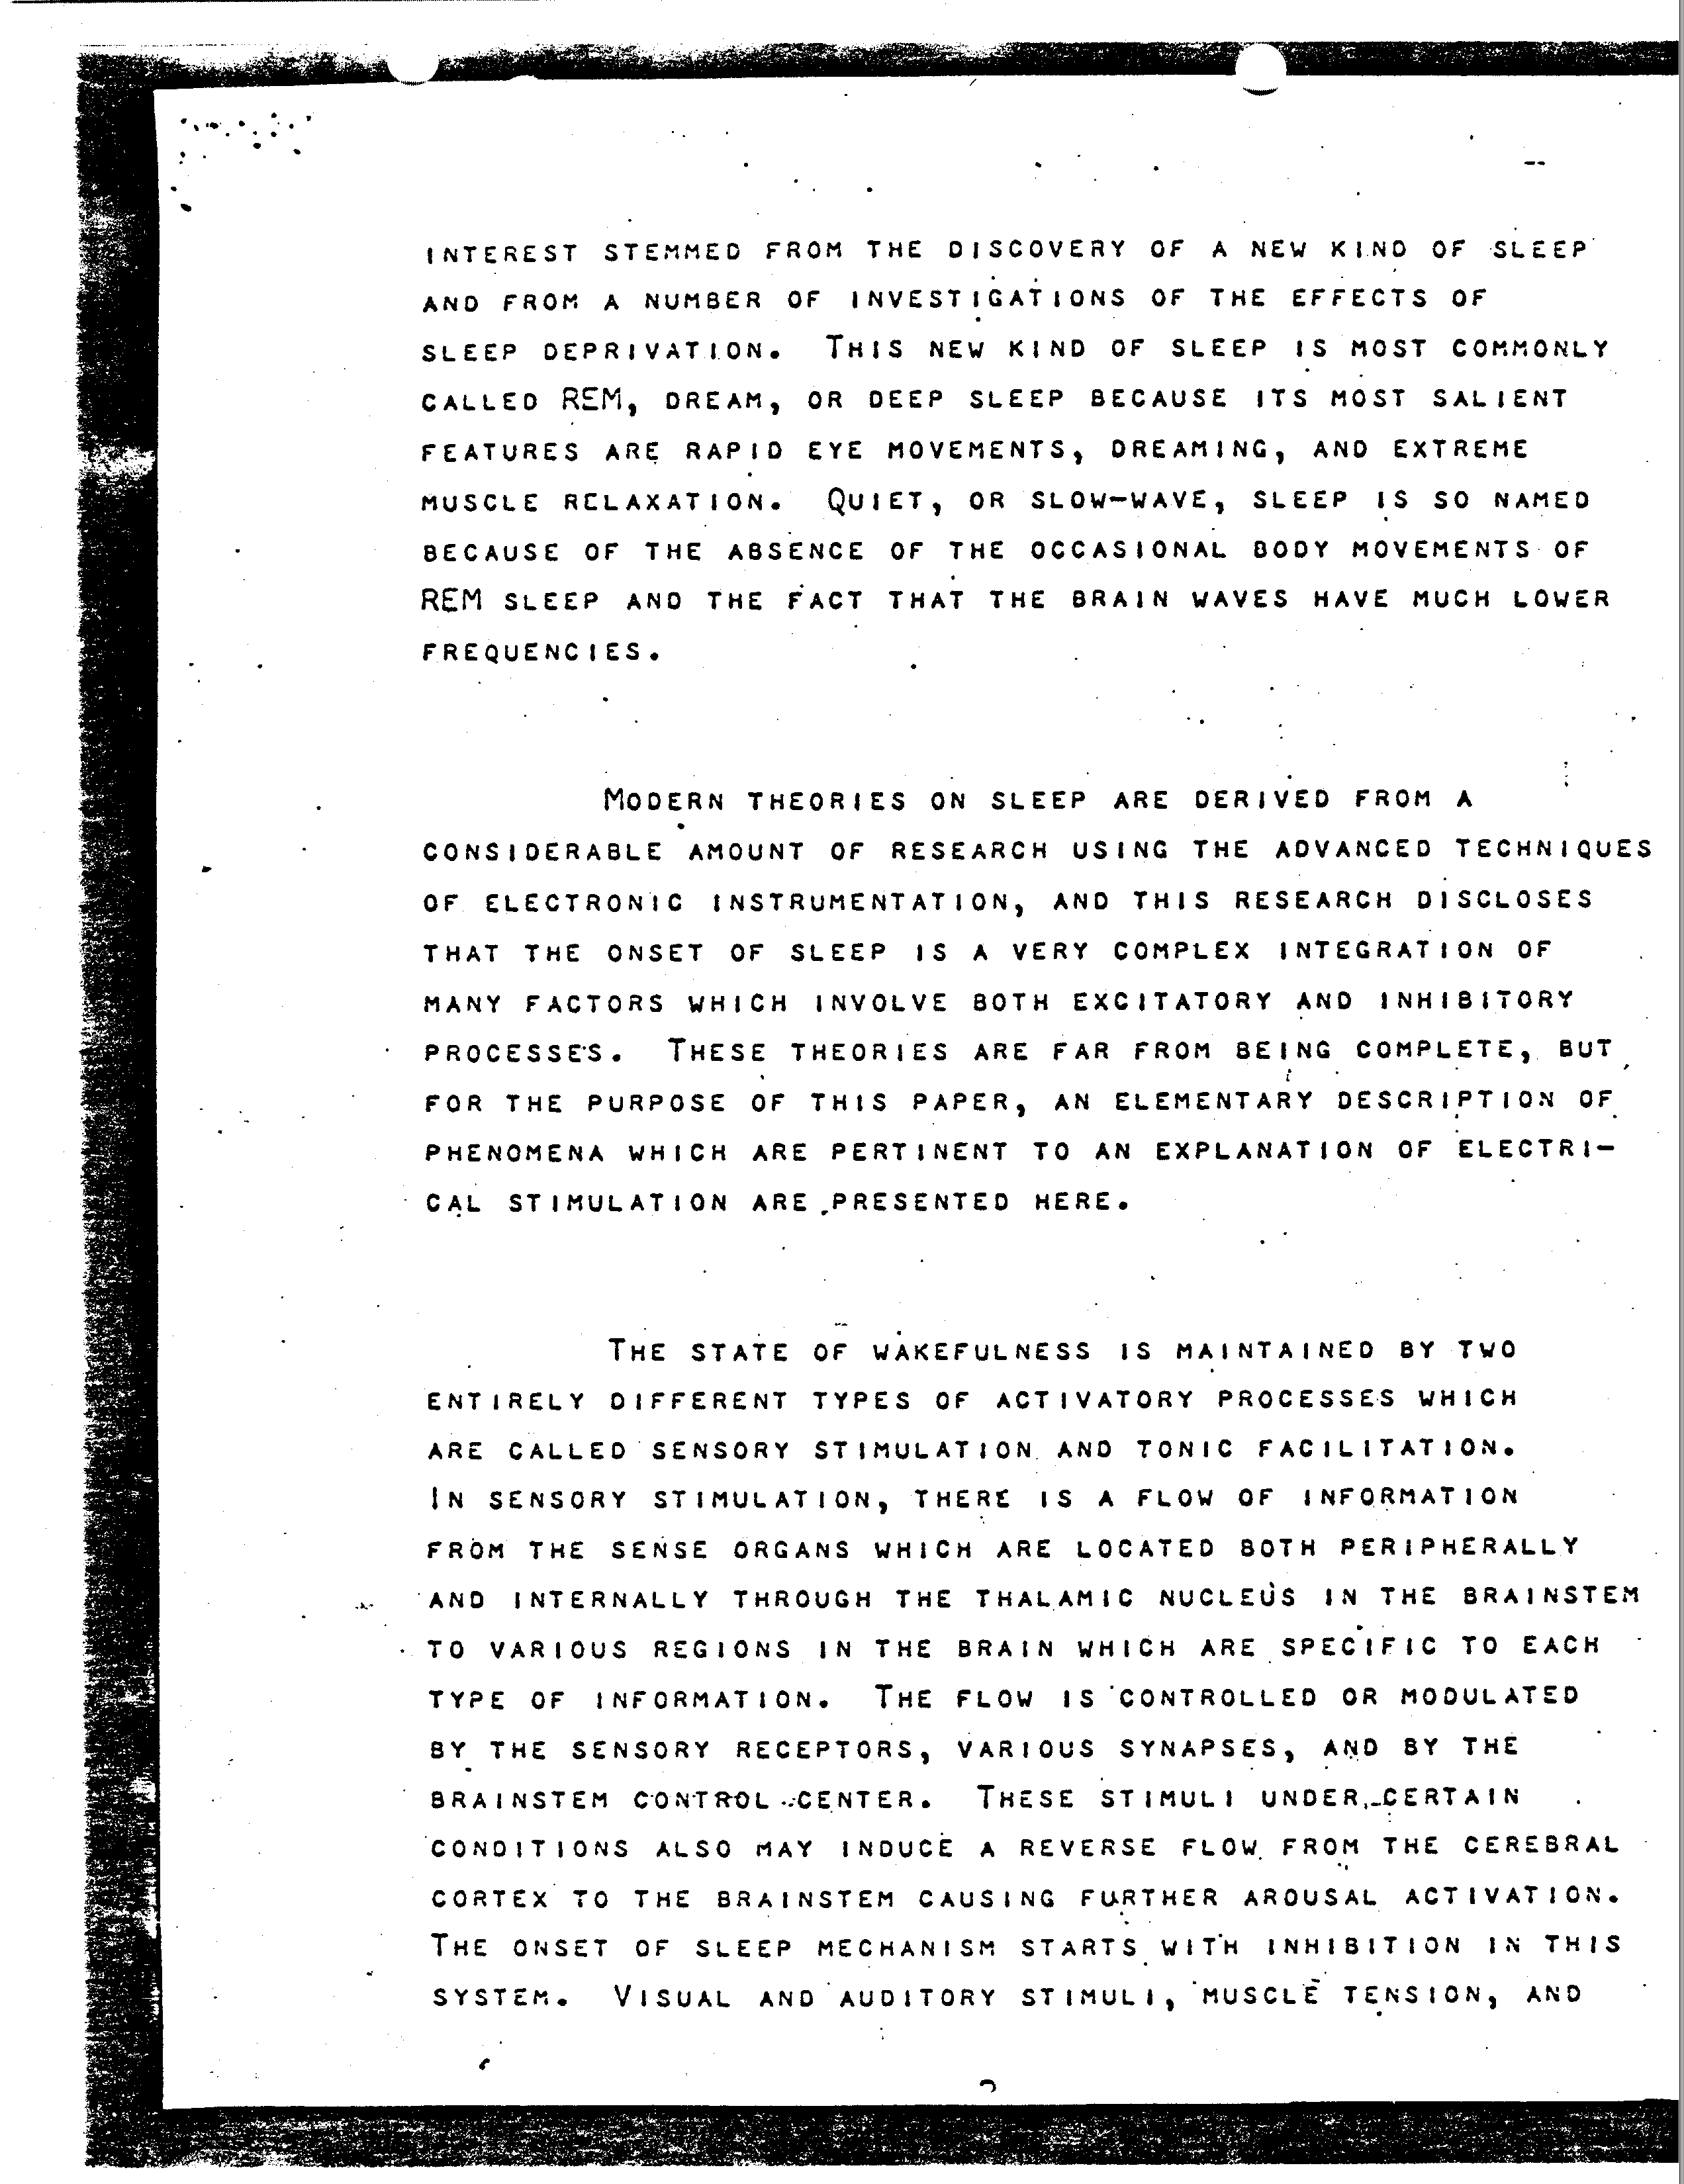 INTEREST STEMMED FROM THE DISCOVERY OF A NEW KIND OF SLEEP
AND FROM A NUMBER OF INVESTIGATIONS OF THE EFFECTS OF
SLEEP DEPRIVATION. THIS NEW KIND OF SLEEP IS MOST COMMONLY
CALLED REM, DREAM, OR DEEP SLEEP BECAUSE ITS MOST SALIENT
FEATURES ARE RAPID EYE MOVEMENTS, DREAMING, AND EXTREME
MUSCLE RELAXATION. QUIET, OR SLOW-WAVE, SLEEP IS SO NAMED
BECAUSE OF THE ABSENCE OF THE OCCASIONAL BODY MOVEMENTS OF
REM SLEEP AND THE FACT THAT THE BRAIN WAVES HAVE MUCH LOWER
FREQUENCIES.
MODERN THEORIES ON SLEEP ARE DERIVED FROM A
CONSIDERABLE AMOUNT OF RESEARCH USING THE ADVANCED TECHNIQUES
OF ELECTRONIC INSTRUMENTATION, AND THIS RESEARCH DISCLOSES
THAT THE ONSET OF SLEEP IS A VERY COMPLEX INTEGRATION OF
MANY FACTORS WHICH INVOLVE BOTH EXCITATORY AND INHIBITORY
PROCESSES. THESE THEORIES ARE FAR FROM BEING COMPLETE, BUT
FOR THE PURPOSE OF THIS PAPER, AN ELEMENTARY DESCRIPTION OF
PHENOMENA WHICH ARE PERTINENT TO AN EXPLANATION OF ELECTRI-
CAL STIMULATION ARE PRESENTED HERE.
THE STATE OF WAKEFULNESS IS MAINTAINED BY TWO
ENTIRELY DIFFERENT TYPES OF ACTIVATORY PROCESSES WHICH
ARE CALLED SENSORY STIMULATION AND TONIC FACILITATION.
IN SENSORY STIMULATION, THERE IS A FLOW OF INFORMATION
FROM THE SENSE ORGANS WHICH ARE LOCATED BOTH PERIPHERALLY
AND INTERNALLY THROUGH THE THALAMIC NUCLEUS IN THE BRAINSTEM
TO VARIOUS REGIONS IN THE BRAIN WHICH ARE SPECIFIC TO EACH
TYPE OF INFORMATION. THE FLOW IS CONTROLLED OR MODULATED
BY THE SENSORY RECEPTORS, VARIOUS SYNAPSES, AND BY THE
BRAINSTEM CONTROL CENTER. THESE STIMULI UNDER CERTAIN
CONDITIONS ALSO MAY INDUCE A REVERSE FLOW FROM THE CEREBRAL
CORTEX TO THE BRAINSTEM CAUSING FURTHER AROUSAL ACTIVATION.
THE ONSET OF SLEEP MECHANISM STARTS WITH INHIBITION IN THIS
SYSTEM. VISUAL AND AUDITORY STIMULI, MUSCLE TENSION, AND